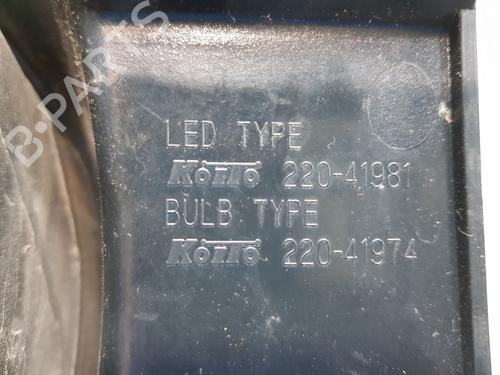 B-PARTS
LED TYPE
KOITO 220-41981
BULB TYPE
KOITO 220-41974